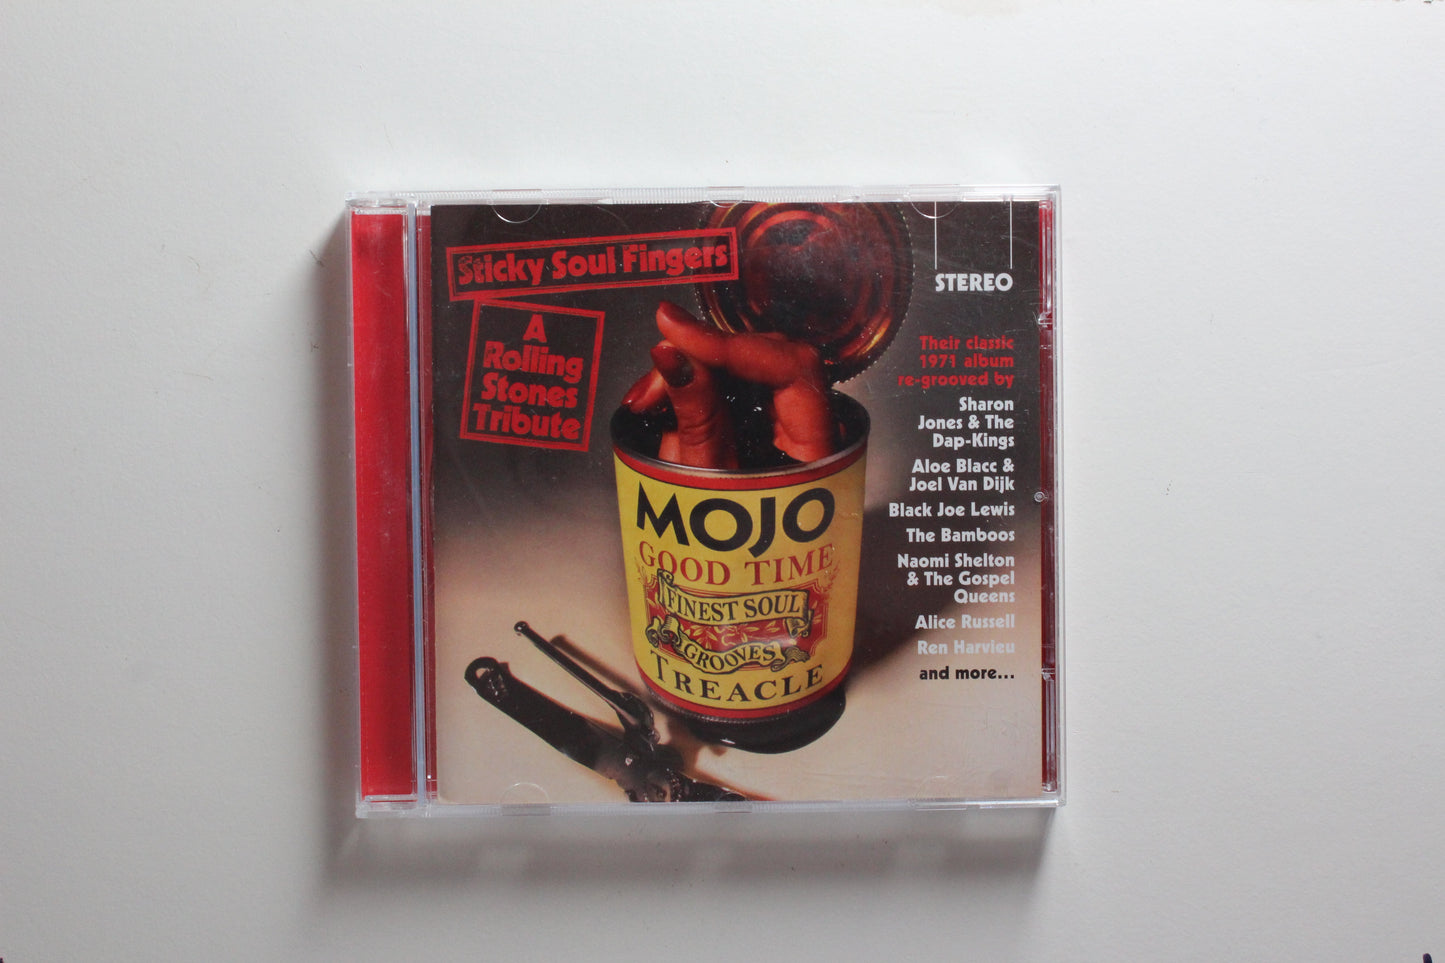 Sticky Soul Fingers
A
Rolling
Stones
Tribute
STEREO
Their classic
1971 album
re-grooved by
Sharon
Jones & The
Dap-Kings
Aloe Blacc &
Joel Van Dijk
Black Joe Lewis
The Bamboos
Naomi Shelton
& The Gospel
Queens
Alice Russell
Ren Harvieu
and more...
MOJO
GOOD TIME
FINEST SOUL
GROOVES
TREACLE